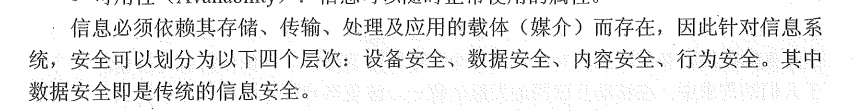 信息必须依赖其存储、传输、处理及应用的载体（媒介）而存在，因此针对信息系
统，安全可以划分为以下四个层次：设备安全、数据安全、内容安全、行为安全。其中
数据安全即是传统的信息安全。